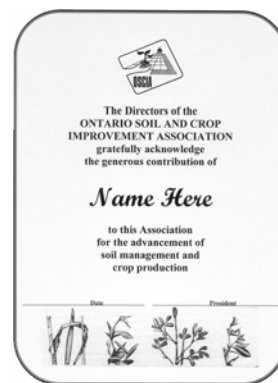 OSCIA
The Directors of the
ONTARIO SOIL AND CROP
IMPROVEMENT ASSOCIATION
gratefully acknowledge
the generous contribution of
Name Here
to this Association
for the advancement of
soil management and
crop production
Date President